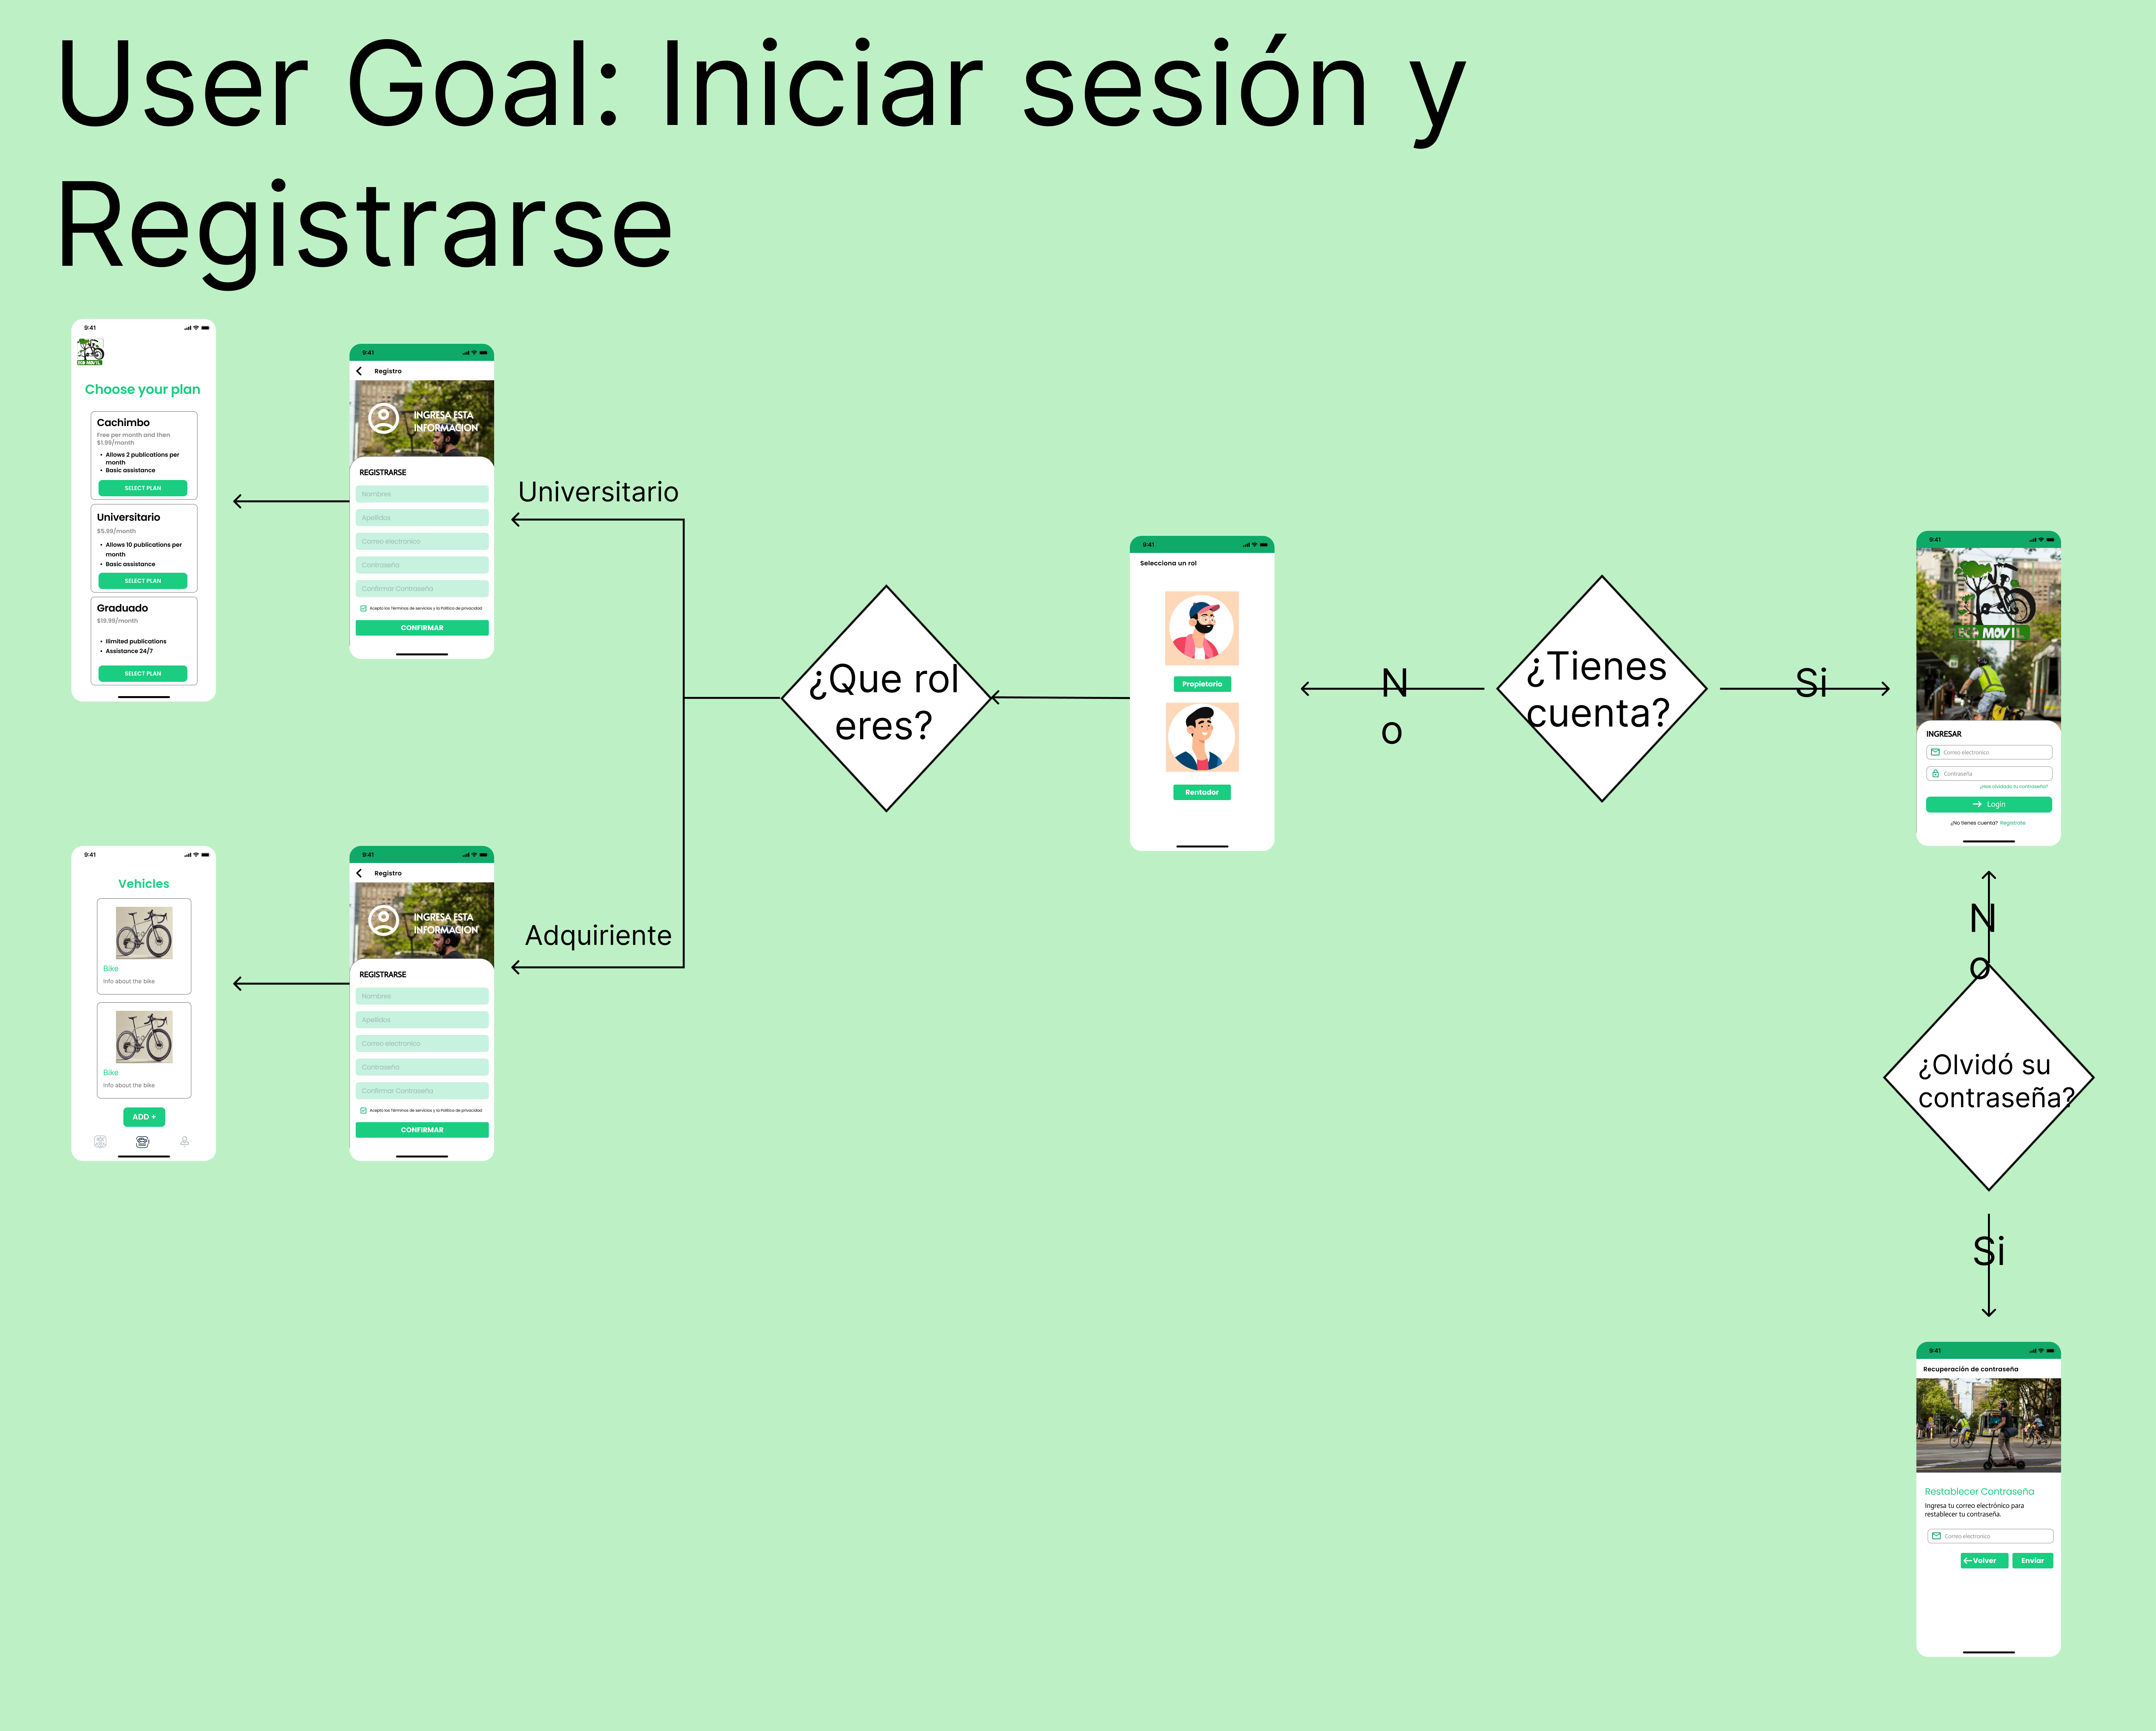 User Goal: Iniciar sesión y
Registrarse
9:41
ECO MOVIL
Choose your plan
Cachimbo
Free per month and then
$1.99/month
• Allows 2 publications per
month
• Basic assistance
SELECT PLAN
Universitario
$5.99/month
• Allows 10 publications per
month
• Basic assistance
SELECT PLAN
Graduado
$19.99/month
• Ilimited publications
• Assistance 24/7
SELECT PLAN
9:41
Registro
INGRESA ESTA
INFORMACION
REGISTRARSE
Nombres
Apellidos
Correo electronico
Contraseña
Confirmar Contraseña
Acepto los Términos de servicios y la Política de privacidad
CONFIRMAR
Universitario
¿Que rol
eres?
9:41
Selecciona un rol
Propietario
Rentador
N
o
¿Tienes
cuenta?
Si
9:41
ECO MOVIL
INGRESAR
Correo electronico
Contraseña
¿Has olvidado tu contraseña?
Login
¿No tienes cuenta? Registrate
9:41
Vehicles
Bike
Info about the bike
Bike
Info about the bike
ADD +
9:41
Registro
INGRESA ESTA
INFORMACION
REGISTRARSE
Nombres
Apellidos
Correo electronico
Contraseña
Confirmar Contraseña
Acepto los Términos de servicios y la Política de privacidad
CONFIRMAR
Adquiriente
N
o
¿Olvidó su
contraseña?
Si
9:41
Recuperación de contraseña
Restablecer Contraseña
Ingresa tu correo electrónico para
restablecer tu contraseña.
Correo electronico
Volver
Enviar